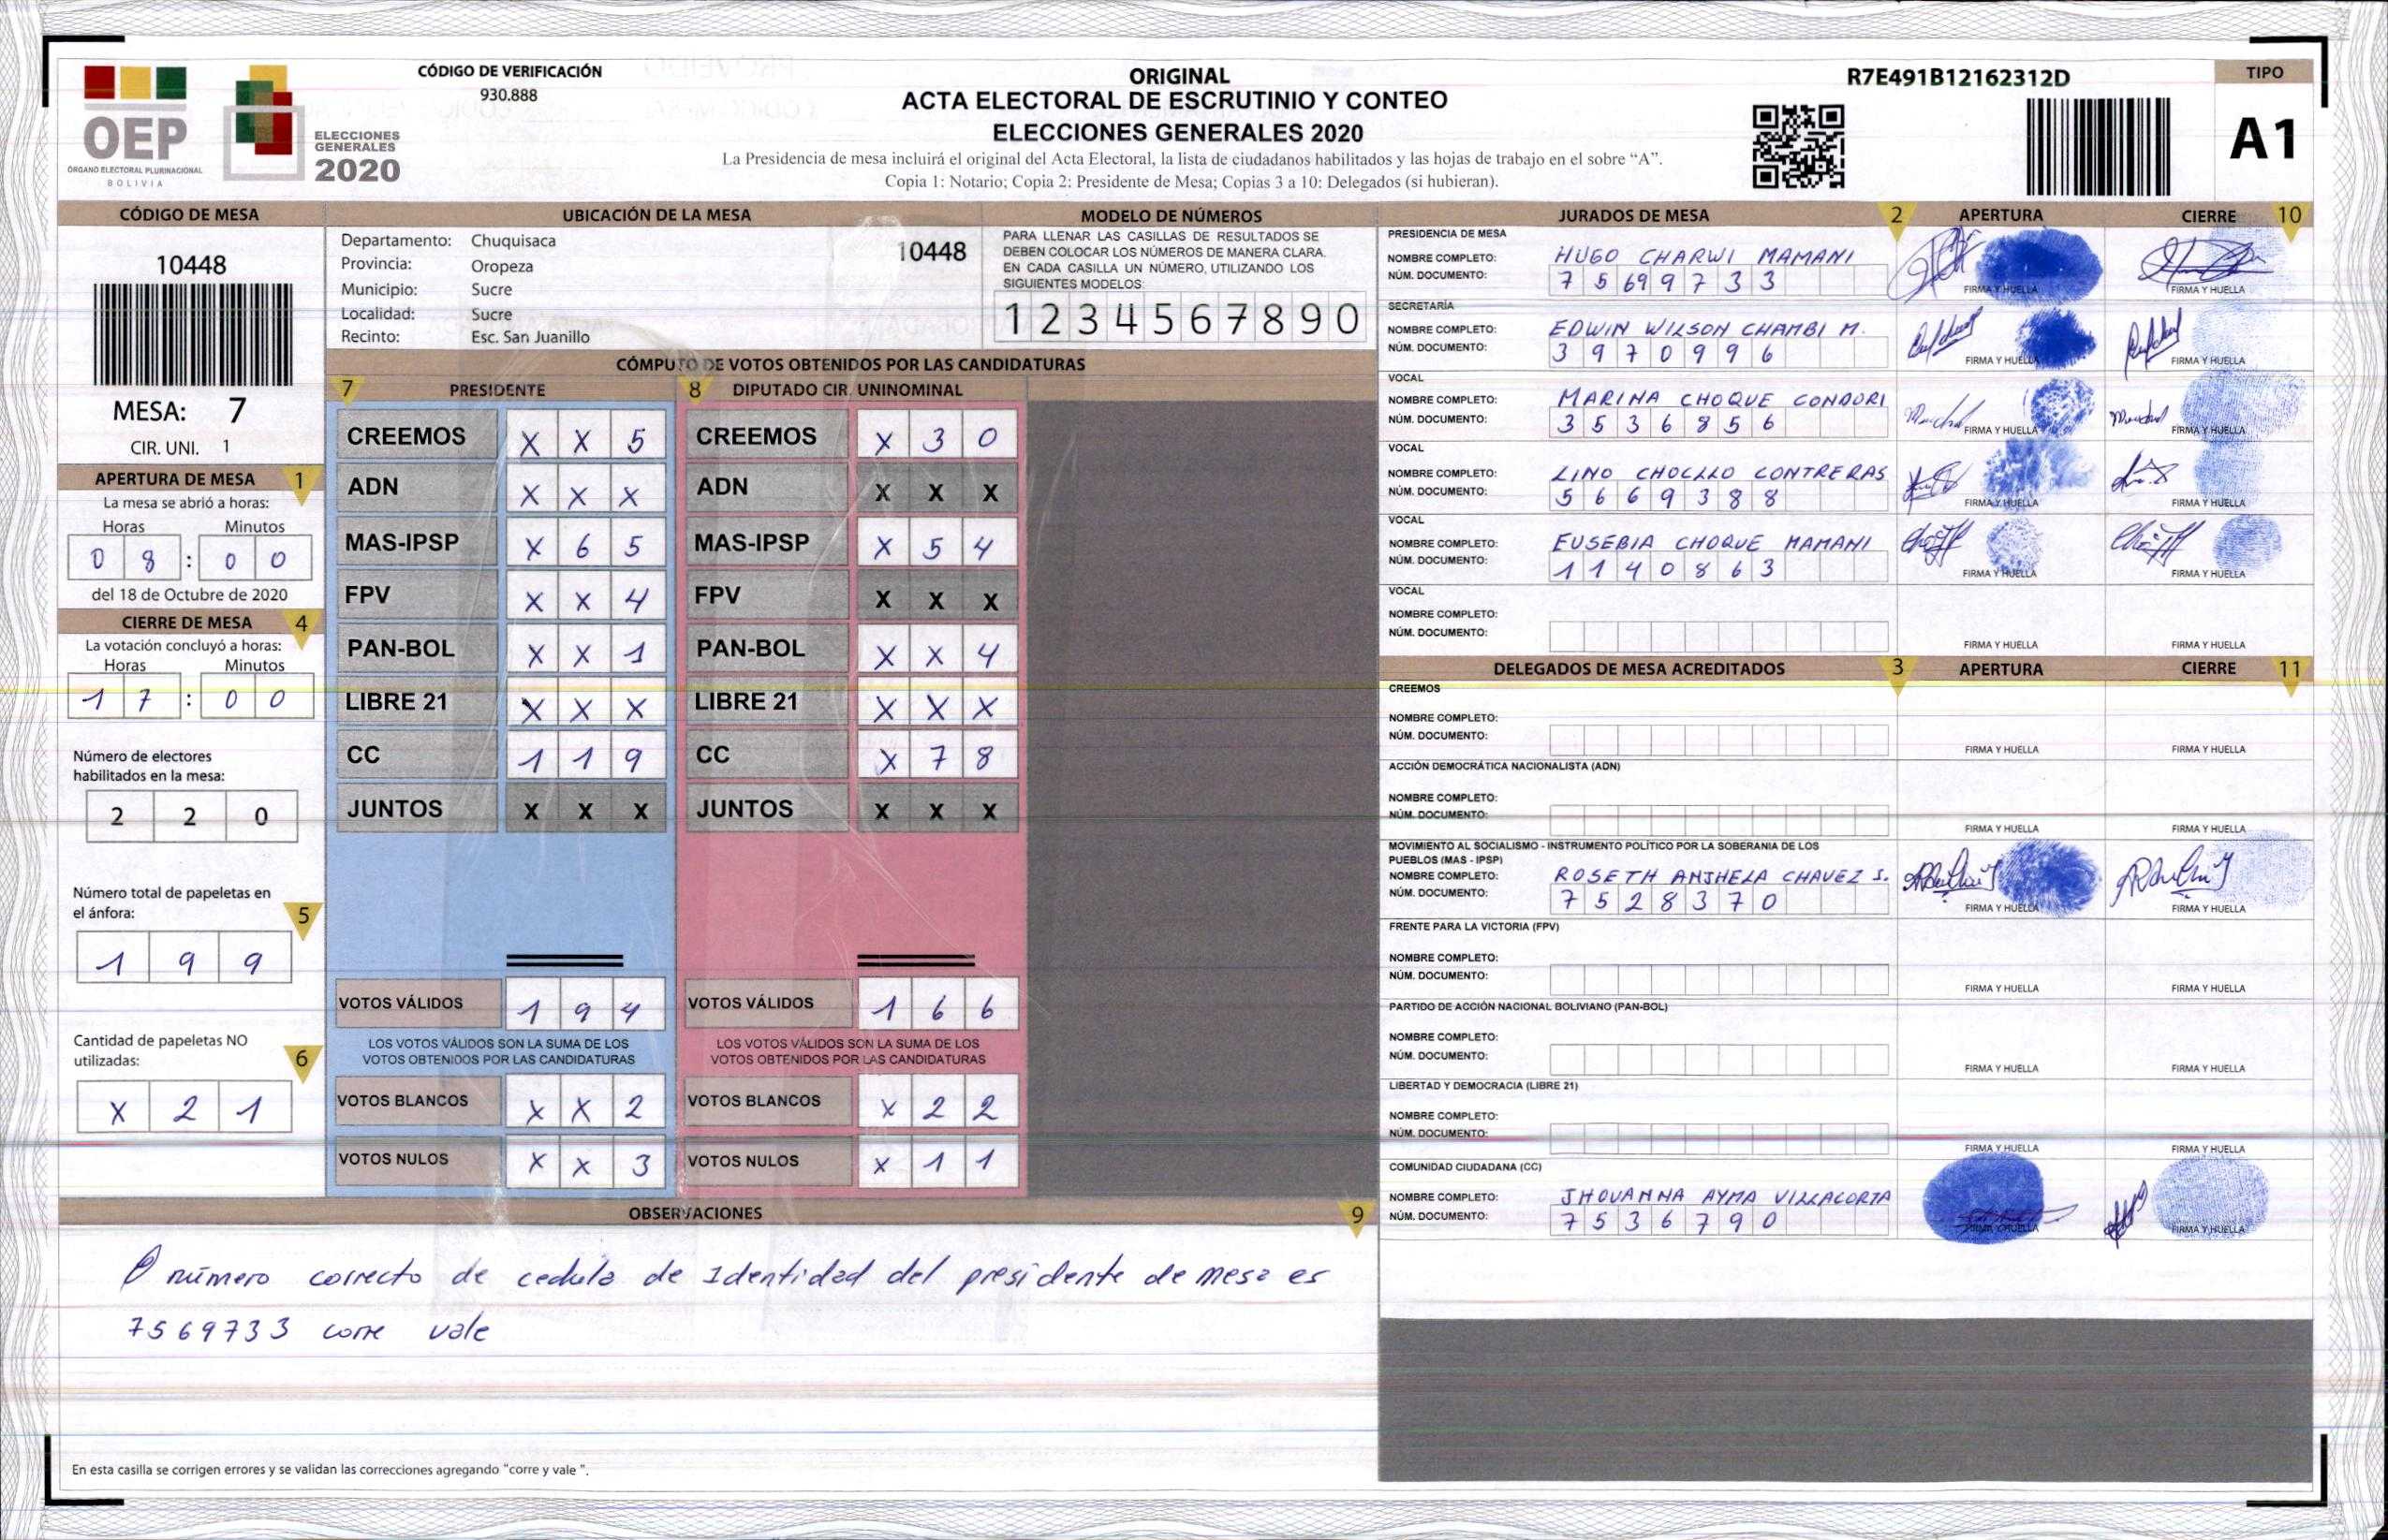 OEP
ÓRGANO ELECTORAL PLURINACIONAL
BOLIVIA
ELECCIONES
GENERALES
2020
CÓDIGO DE VERIFICACIÓN
930.888
ORIGINAL
ACTA ELECTORAL DE ESCRUTINIO Y CONTEO
ELECCIONES GENERALES 2020
La Presidencia de mesa incluirá el original del Acta Electoral, la lista de ciudadanos habilitados y las hojas de trabajo en el sobre “A”.
Copia 1: Notario; Copia 2: Presidente de Mesa; Copias 3 a 10: Delegados (si hubieran).
R7E491B12162312D
TIPO
A1
CÓDIGO DE MESA
10448
MESA: 7
CIR. UNI. 1
APERTURA DE MESA 1
La mesa se abrió a horas:
Horas Minutos
0 8 : 0 0
del 18 de Octubre de 2020
CIERRE DE MESA 4
La votación concluyó a horas:
Horas Minutos
1 7 : 0 0
Número de electores
habilitados en la mesa:
2 2 0
Número total de papeletas en
el ánfora: 5
1 9 9
Cantidad de papeletas NO
utilizadas: 6
X 2 1
UBICACIÓN DE LA MESA
Departamento: Chuquisaca
10448
Provincia: Oropeza
Municipio: Sucre
Localidad: Sucre
Recinto: Esc. San Juanillo
MODELO DE NÚMEROS
PARA LLENAR LAS CASILLAS DE RESULTADOS SE
DEBEN COLOCAR LOS NÚMEROS DE MANERA CLARA.
EN CADA CASILLA UN NÚMERO, UTILIZANDO LOS
SIGUIENTES MODELOS:
1 2 3 4 5 6 7 8 9 0
CÓMPUTO DE VOTOS OBTENIDOS POR LAS CANDIDATURAS
7 PRESIDENTE
CREEMOS X X 5
ADN X X X
MAS-IPSP X 6 5
FPV X X 4
PAN-BOL X X 1
LIBRE 21 X X X
CC 1 1 9
JUNTOS X X X
VOTOS VÁLIDOS 1 9 4
LOS VOTOS VÁLIDOS SON LA SUMA DE LOS
VOTOS OBTENIDOS POR LAS CANDIDATURAS
VOTOS BLANCOS X X 2
VOTOS NULOS X X 3
8 DIPUTADO CIR. UNINOMINAL
CREEMOS X 3 0
ADN X X X
MAS-IPSP X 5 4
FPV X X X
PAN-BOL X X 4
LIBRE 21 X X X
CC X 7 8
JUNTOS X X X
VOTOS VÁLIDOS 1 6 6
LOS VOTOS VÁLIDOS SON LA SUMA DE LOS
VOTOS OBTENIDOS POR LAS CANDIDATURAS
VOTOS BLANCOS X 2 2
VOTOS NULOS X 1 1
OBSERVACIONES 9
El número correcto de cedula de Identidad del presidente de mesa es
7569733 corre vale
En esta casilla se corrigen errores y se validan las correcciones agregando "corre y vale ".
JURADOS DE MESA 2 APERTURA CIERRE 10
PRESIDENCIA DE MESA
NOMBRE COMPLETO: HUGO CHARWI MAMANI
NÚM. DOCUMENTO: 7 5 69 9 7 3 3
FIRMA Y HUELLA FIRMA Y HUELLA
SECRETARÍA
NOMBRE COMPLETO: EDWIN WILSON CHAMBI M.
NÚM. DOCUMENTO: 3 9 7 0 9 9 6
FIRMA Y HUELLA FIRMA Y HUELLA
VOCAL
NOMBRE COMPLETO: MARINA CHOQUE CONDORI
NÚM. DOCUMENTO: 3 5 3 6 8 5 6
FIRMA Y HUELLA FIRMA Y HUELLA
VOCAL
NOMBRE COMPLETO: LINO CHOCLLO CONTRERAS
NÚM. DOCUMENTO: 5 6 6 9 3 8 8
FIRMA Y HUELLA FIRMA Y HUELLA
VOCAL
NOMBRE COMPLETO: EUSEBIA CHOQUE MAMANI
NÚM. DOCUMENTO: 1 1 4 0 8 6 3
FIRMA Y HUELLA FIRMA Y HUELLA
VOCAL
NOMBRE COMPLETO:
NÚM. DOCUMENTO:
FIRMA Y HUELLA FIRMA Y HUELLA
DELEGADOS DE MESA ACREDITADOS 3 APERTURA CIERRE 11
CREEMOS
NOMBRE COMPLETO:
NÚM. DOCUMENTO:
FIRMA Y HUELLA FIRMA Y HUELLA
ACCIÓN DEMOCRÁTICA NACIONALISTA (ADN)
NOMBRE COMPLETO:
NÚM. DOCUMENTO:
FIRMA Y HUELLA FIRMA Y HUELLA
MOVIMIENTO AL SOCIALISMO - INSTRUMENTO POLÍTICO POR LA SOBERANIA DE LOS
PUEBLOS (MAS - IPSP)
NOMBRE COMPLETO: ROSETH ANJHELA CHAVEZ S.
NÚM. DOCUMENTO: 7 5 2 8 3 7 0
FIRMA Y HUELLA FIRMA Y HUELLA
FRENTE PARA LA VICTORIA (FPV)
NOMBRE COMPLETO:
NÚM. DOCUMENTO:
FIRMA Y HUELLA FIRMA Y HUELLA
PARTIDO DE ACCIÓN NACIONAL BOLIVIANO (PAN-BOL)
NOMBRE COMPLETO:
NÚM. DOCUMENTO:
FIRMA Y HUELLA FIRMA Y HUELLA
LIBERTAD Y DEMOCRACIA (LIBRE 21)
NOMBRE COMPLETO:
NÚM. DOCUMENTO:
FIRMA Y HUELLA FIRMA Y HUELLA
COMUNIDAD CIUDADANA (CC)
NOMBRE COMPLETO: JHOVANNA AYMA VILLACORTA
NÚM. DOCUMENTO: 7 5 3 6 7 9 0
FIRMA Y HUELLA FIRMA Y HUELLA